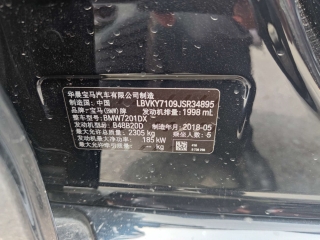 华晨宝马汽车有限公司制造
制造国：中国 LBVKY7109JSR34895
品牌：宝马(BMW)牌 发动机排量：1998 mL
整车型号：BMW7201DX
发动机型号：B48B20D 制造年月：2018-05
最大允许总质量：2305 kg 乘坐人数：5
发动机最大净功率：185 kW